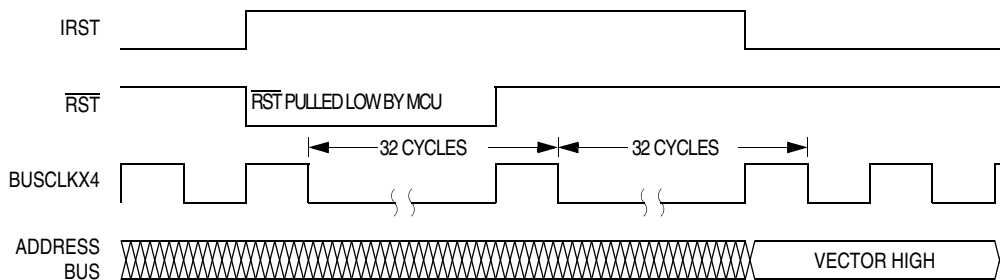 IRST
RST
RST PULLED LOW BY MCU
32 CYCLES
32 CYCLES
BUSCLKX4
ADDRESS
BUS
VECTOR HIGH